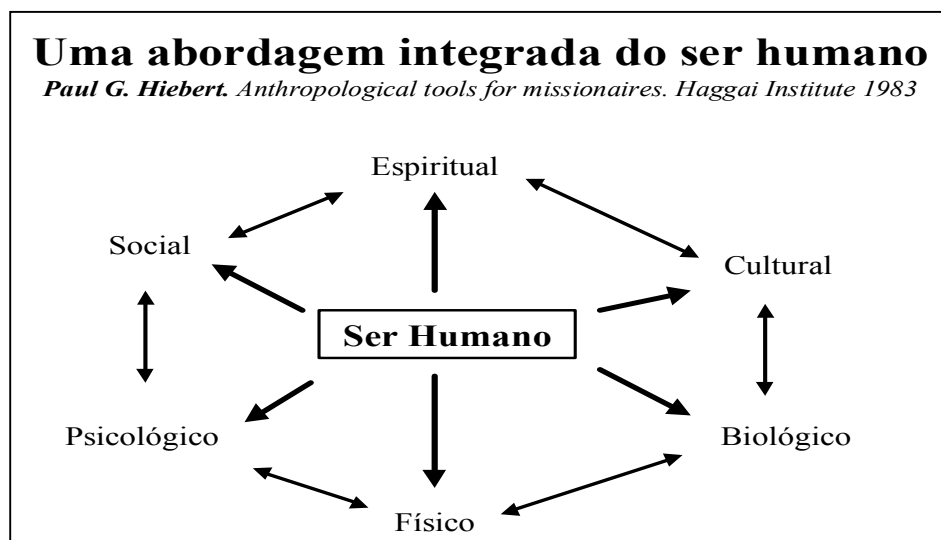 Uma abordagem integrada do ser humano
Paul G. Hiebert. Anthropological tools for missionaires. Haggai Institute 1983
Espiritual
Social
Cultural
Ser Humano
Psicológico
Biológico
Físico